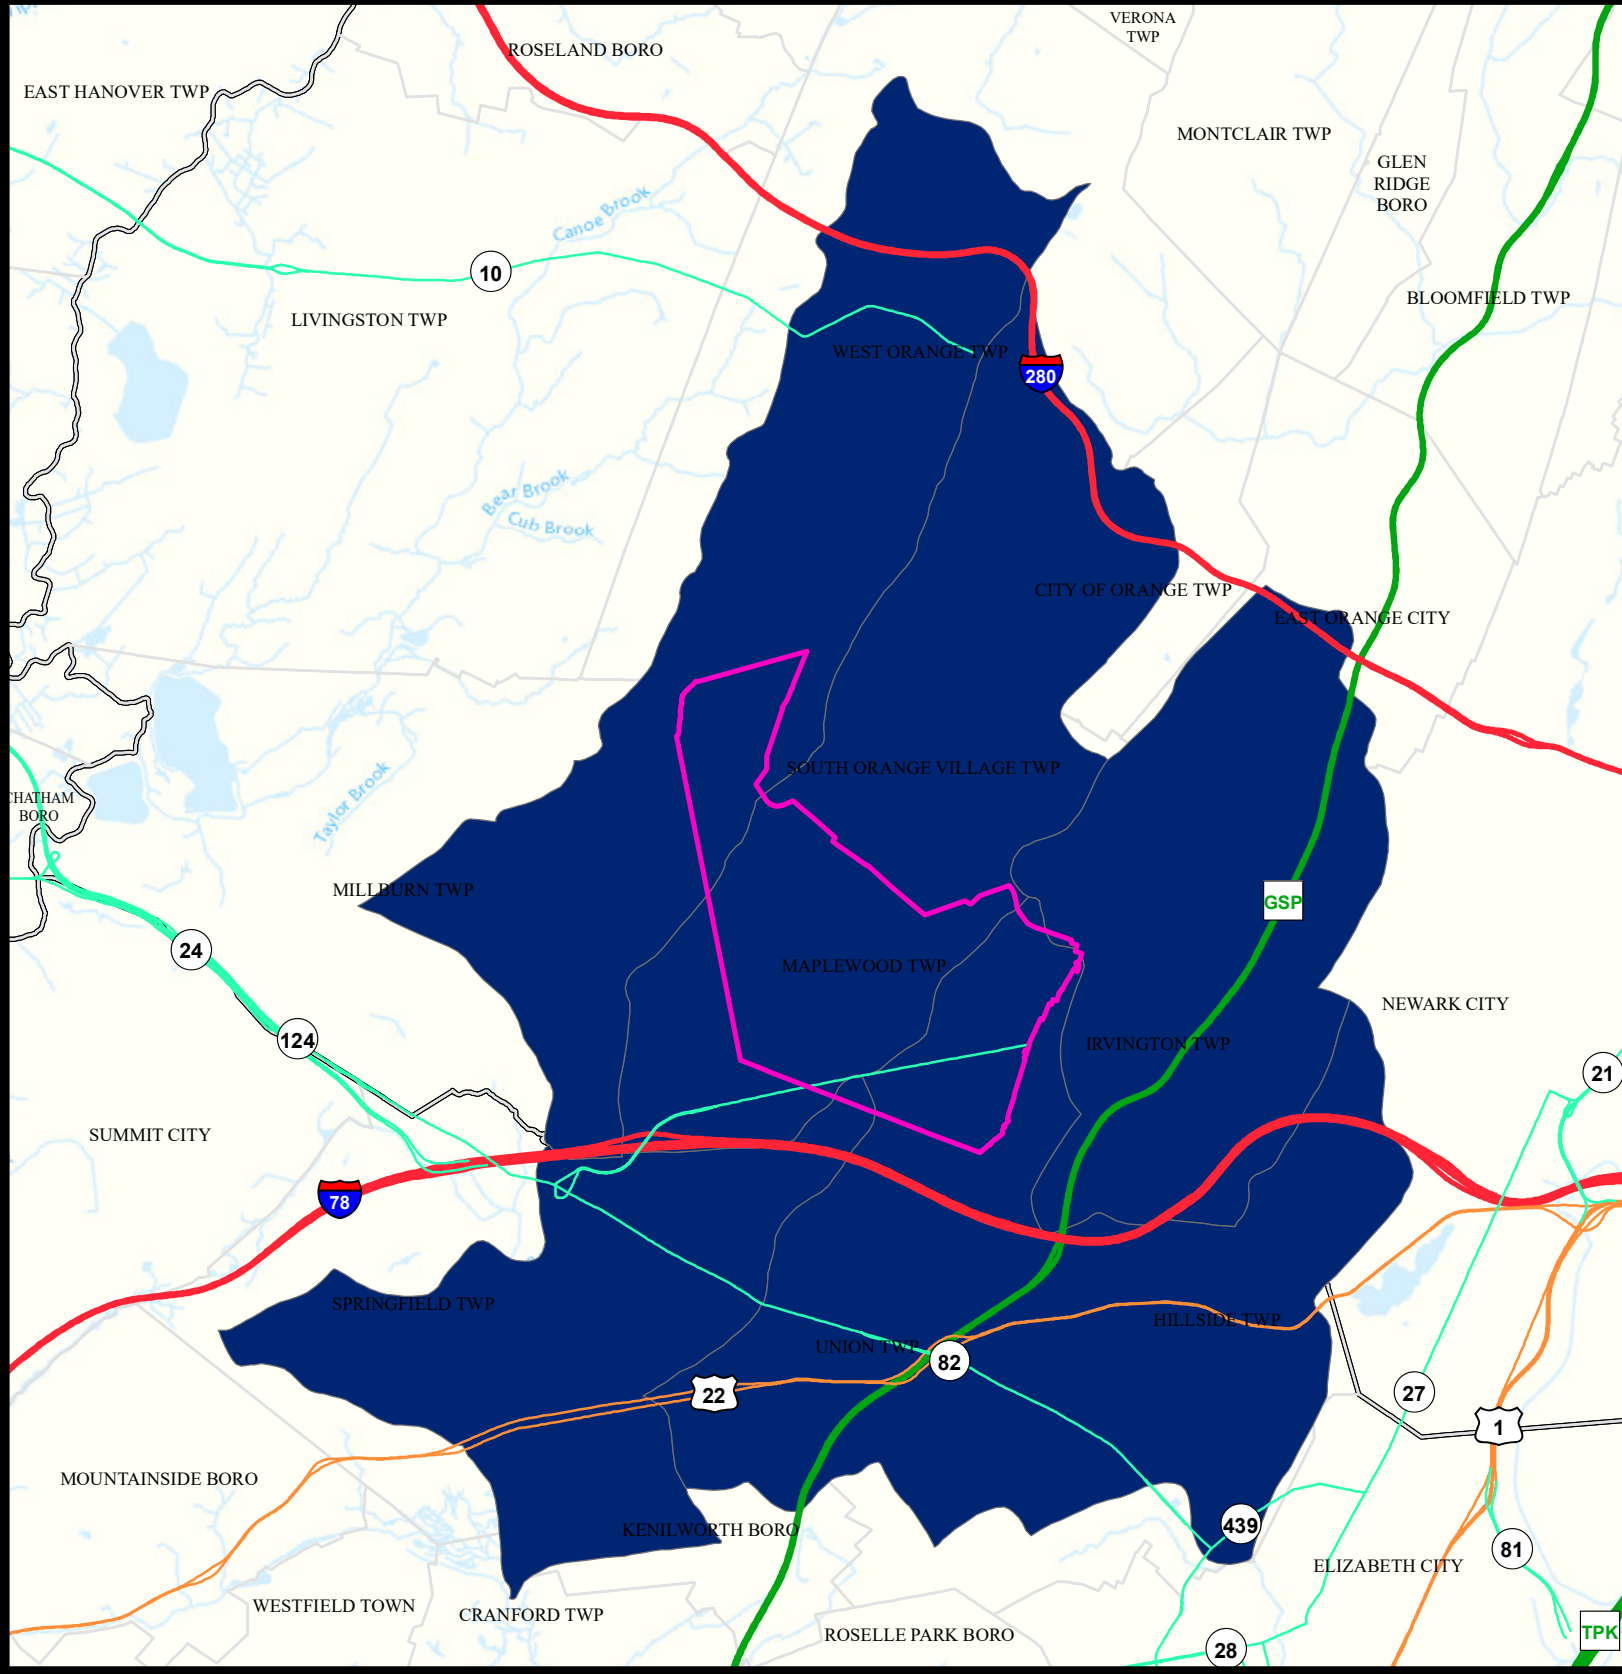 VERONA
TWP
ROSELAND BORO
EAST HANOVER TWP
MONTCLAIR TWP
GLEN
RIDGE
BORO
Canoe Brook
10
BLOOMFIELD TWP
LIVINGSTON TWP
WEST ORANGE TWP
280
Bear Brook
Cub Brook
CITY OF ORANGE TWP
EAST ORANGE CITY
SOUTH ORANGE VILLAGE TWP
CHATHAM
BORO
Taylor Brook
MILLBURN TWP
GSP
24
MAPLEWOOD TWP
NEWARK CITY
124
IRVINGTON TWP
21
SUMMIT CITY
78
SPRINGFIELD TWP
HILLSIDE TWP
UNION TWP
82
22
27
1
MOUNTAINSIDE BORO
KENILWORTH BORO
439
81
ELIZABETH CITY
WESTFIELD TOWN
CRANFORD TWP
ROSELLE PARK BORO
TPK
28